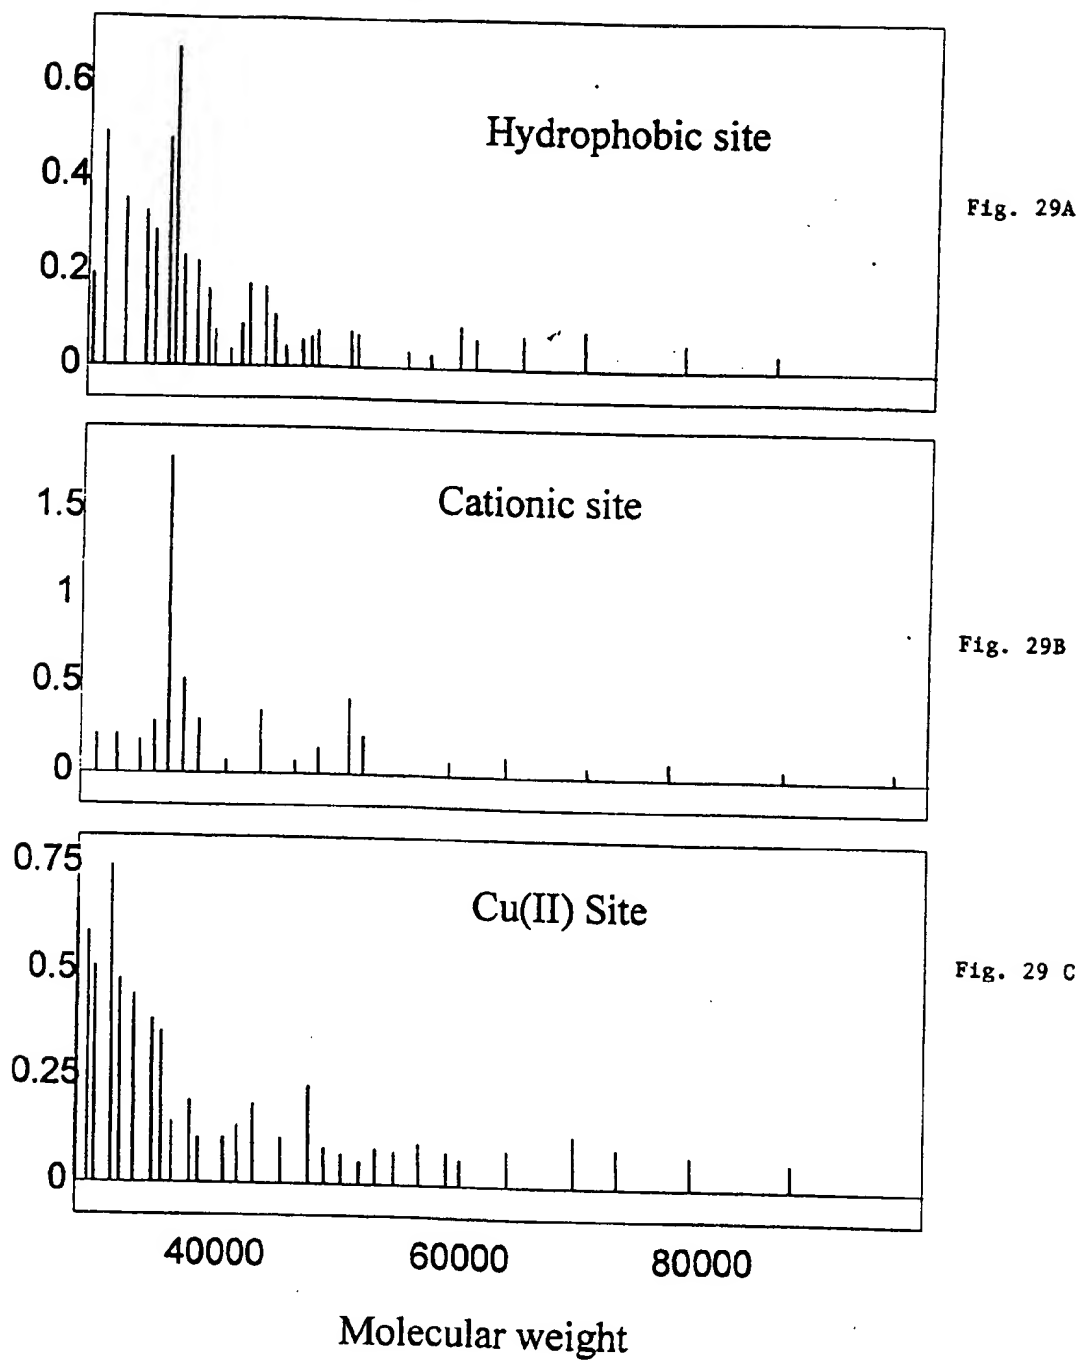 0.6
Hydrophobic site
0.4
Fig. 29A
0.2
0
1.5
Cationic site
1
Fig. 29B
0.5
0
0.75
Cu(II) Site
0.5
Fig. 29 C
0.25
0
40000 60000 80000
Molecular weight